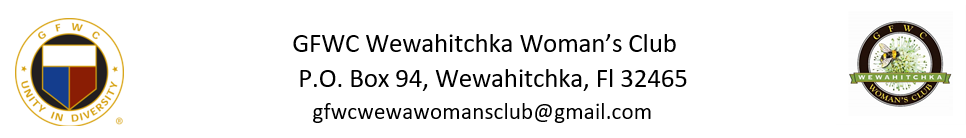 GFWC
UNITY IN DIVERSITY
®
GFWC Wewahitchka Woman’s Club
P.O. Box 94, Wewahitchka, Fl 32465
gfwcwewawomansclub@gmail.com
GFWC
WEWAHITCHKA
WOMAN'S CLUB